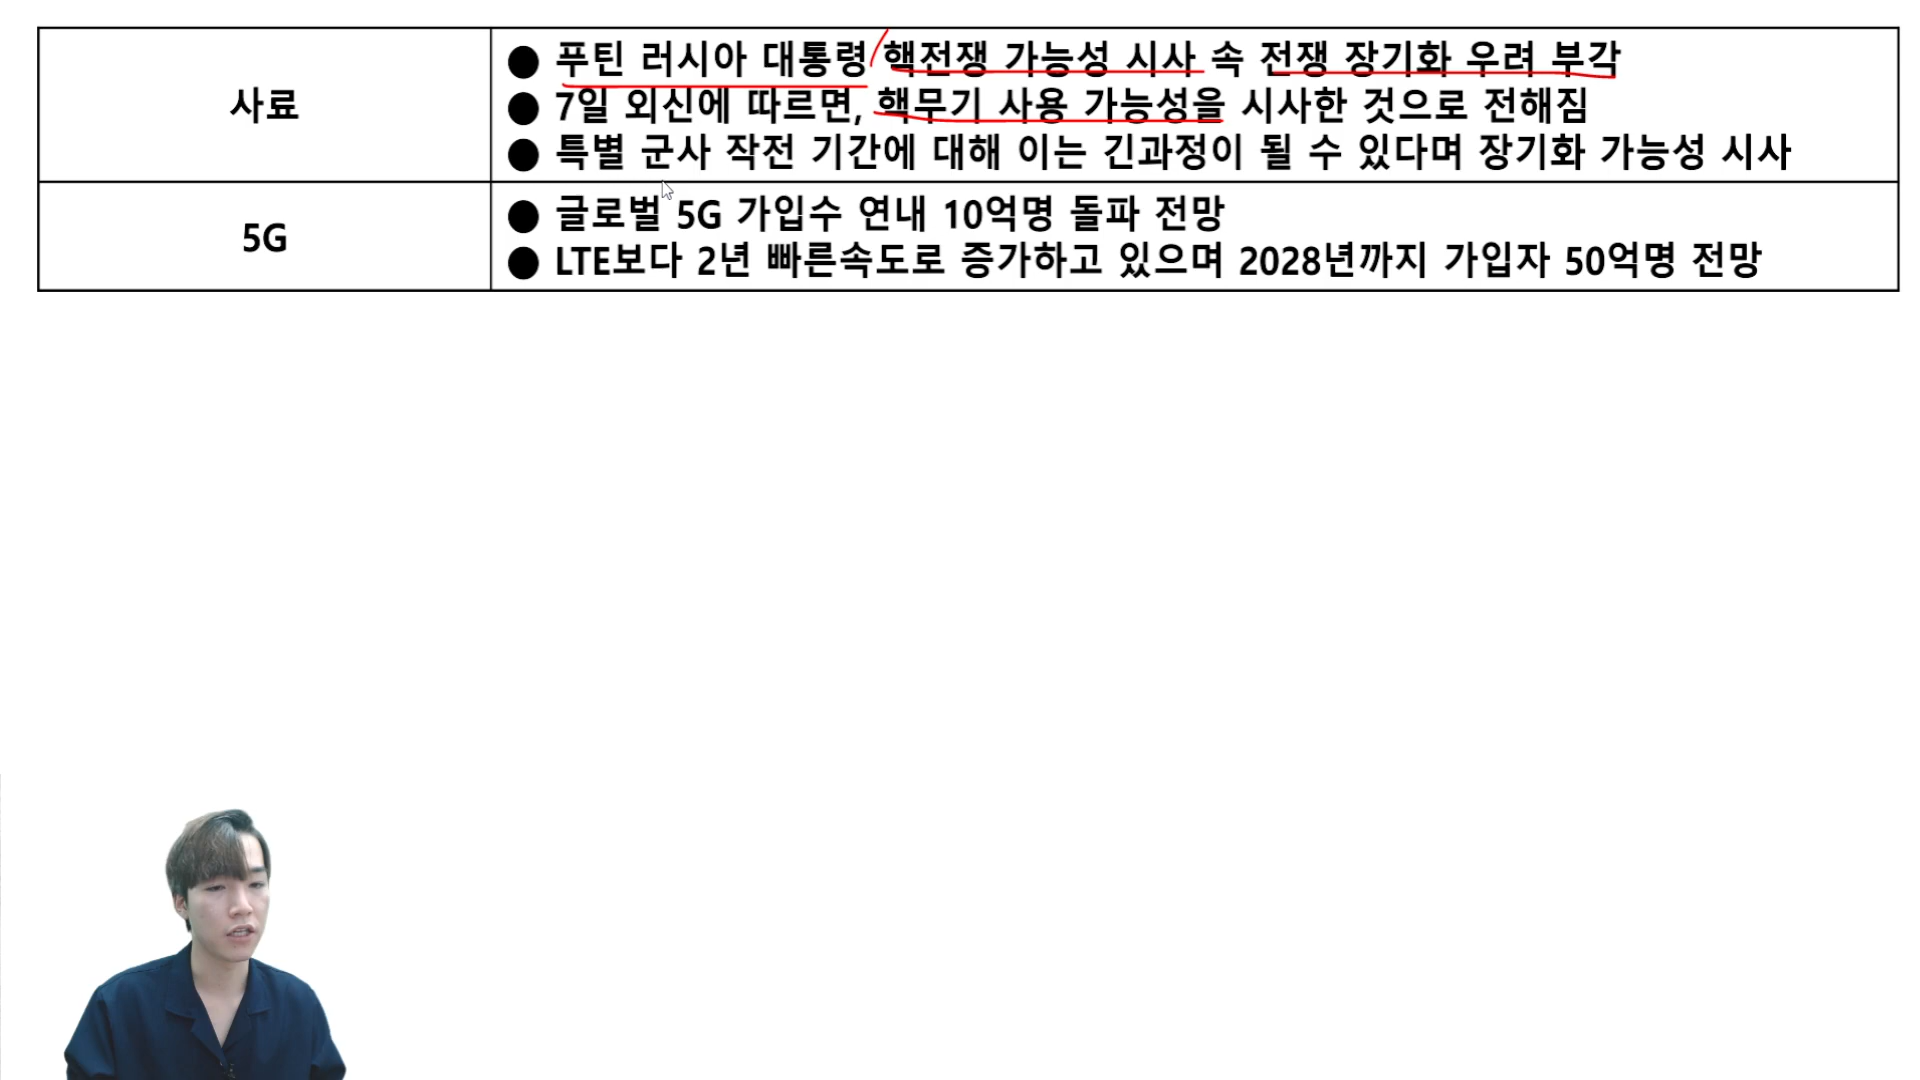 사료
● 푸틴 러시아 대통령 핵전쟁 가능성 시사 속 전쟁 장기화 우려 부각
● 7일 외신에 따르면, 핵무기 사용 가능성을 시사한 것으로 전해짐
● 특별 군사 작전 기간에 대해 이는 긴과정이 될 수 있다며 장기화 가능성 시사
5G
● 글로벌 5G 가입수 연내 10억명 돌파 전망
● LTE보다 2년 빠른속도로 증가하고 있으며 2028년까지 가입자 50억명 전망